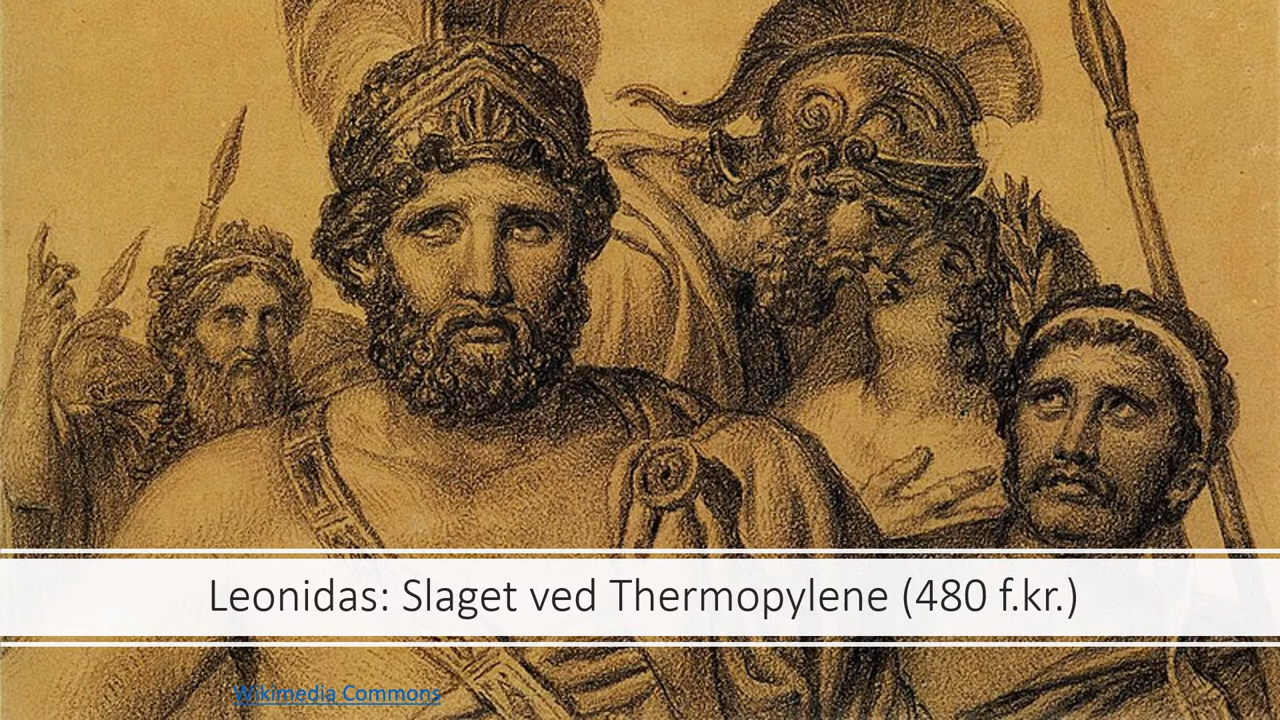 Leonidas: Slaget ved Thermopylene (480 f.kr.)
Wikimedia Commons